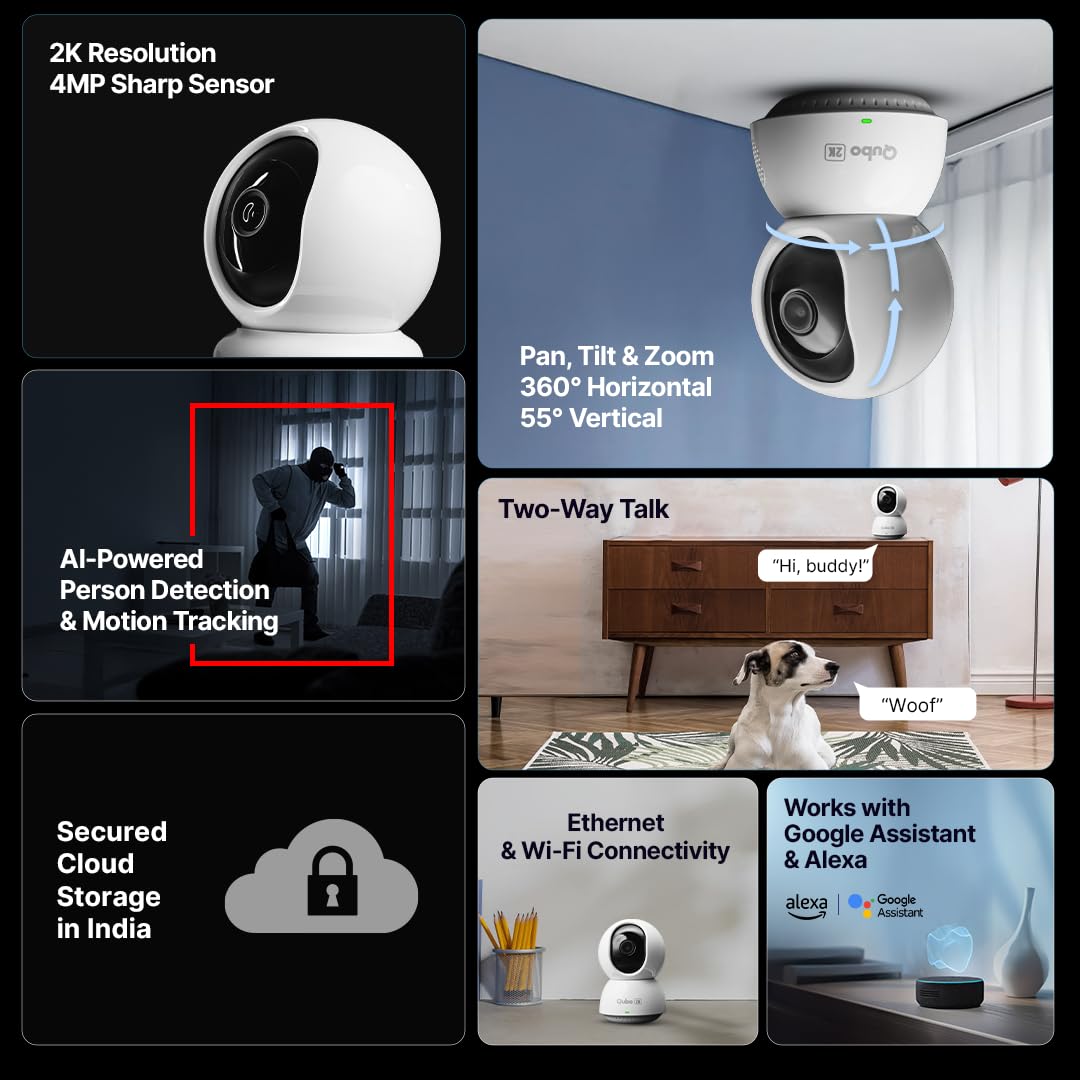 2K Resolution
4MP Sharp Sensor
Qubo 2K
Pan, Tilt & Zoom
360° Horizontal
55° Vertical
AI-Powered
Person Detection
& Motion Tracking
Two-Way Talk
“Hi, buddy!”
“Woof”
Secured
Cloud
Storage
in India
Ethernet
& Wi-Fi Connectivity
Qubo 2K
Works with
Google Assistant
& Alexa
alexa
Google
Assistant